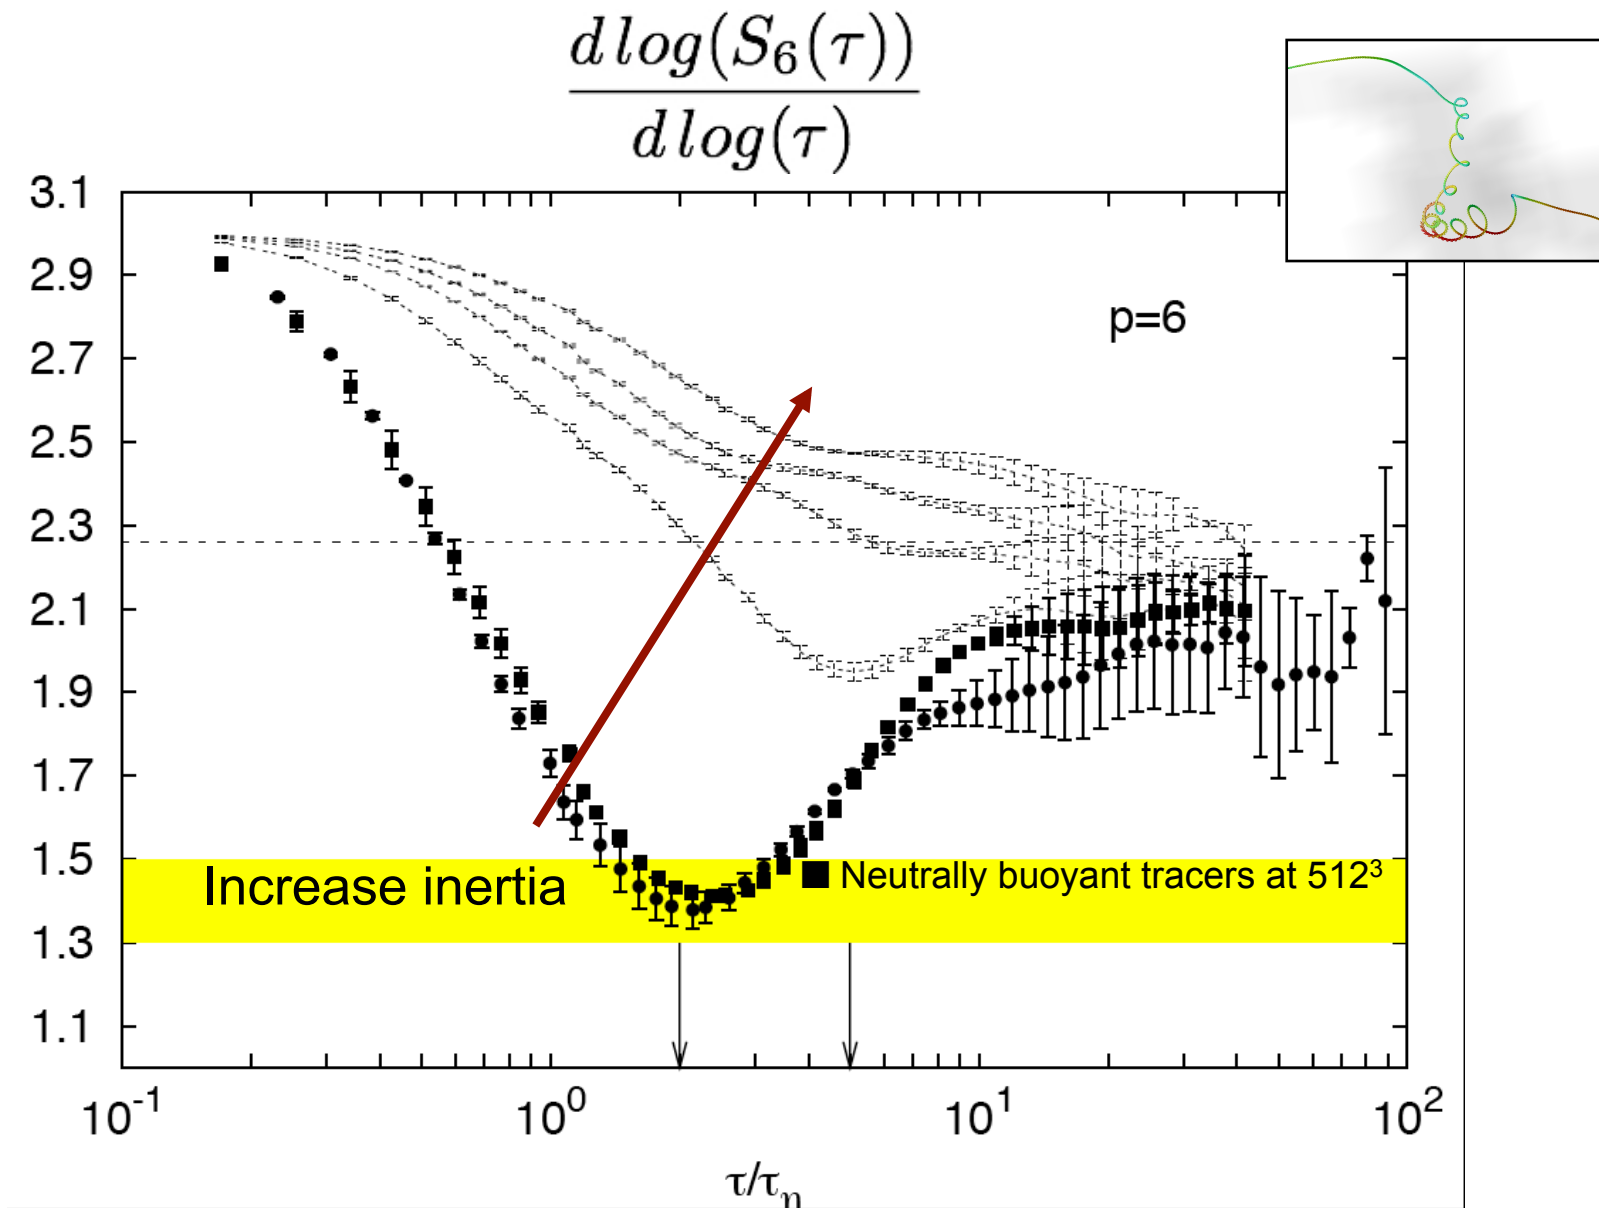 d log(S₆(τ))
d log(τ)
3.1
2.9
2.7
2.5
2.3
2.1
1.9
1.7
1.5
1.3
1.1
p=6
Increase inertia
Neutrally buoyant tracers at 512³
10⁻¹ 10⁰ 10¹ 10²
τ/τη